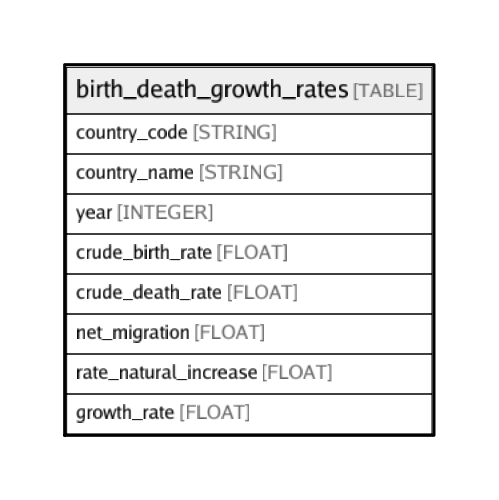 birth_death_growth_rates [TABLE]
country_code [STRING]
country_name [STRING]
year [INTEGER]
crude_birth_rate [FLOAT]
crude_death_rate [FLOAT]
net_migration [FLOAT]
rate_natural_increase [FLOAT]
growth_rate [FLOAT]